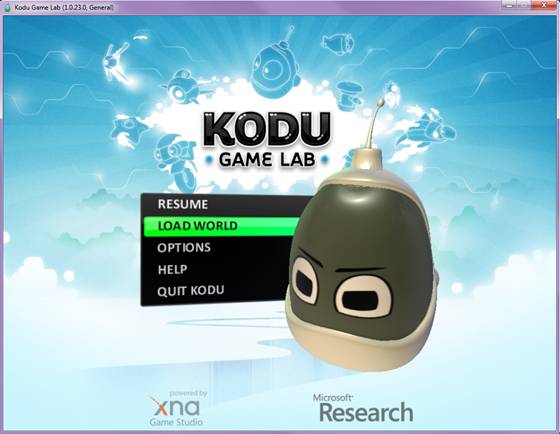 Kodu Game Lab (1.0.23.0, General)
KODU
GAME LAB
RESUME
LOAD WORLD
OPTIONS
HELP
QUIT KODU
powered by
xna
Game Studio
Microsoft®
Research